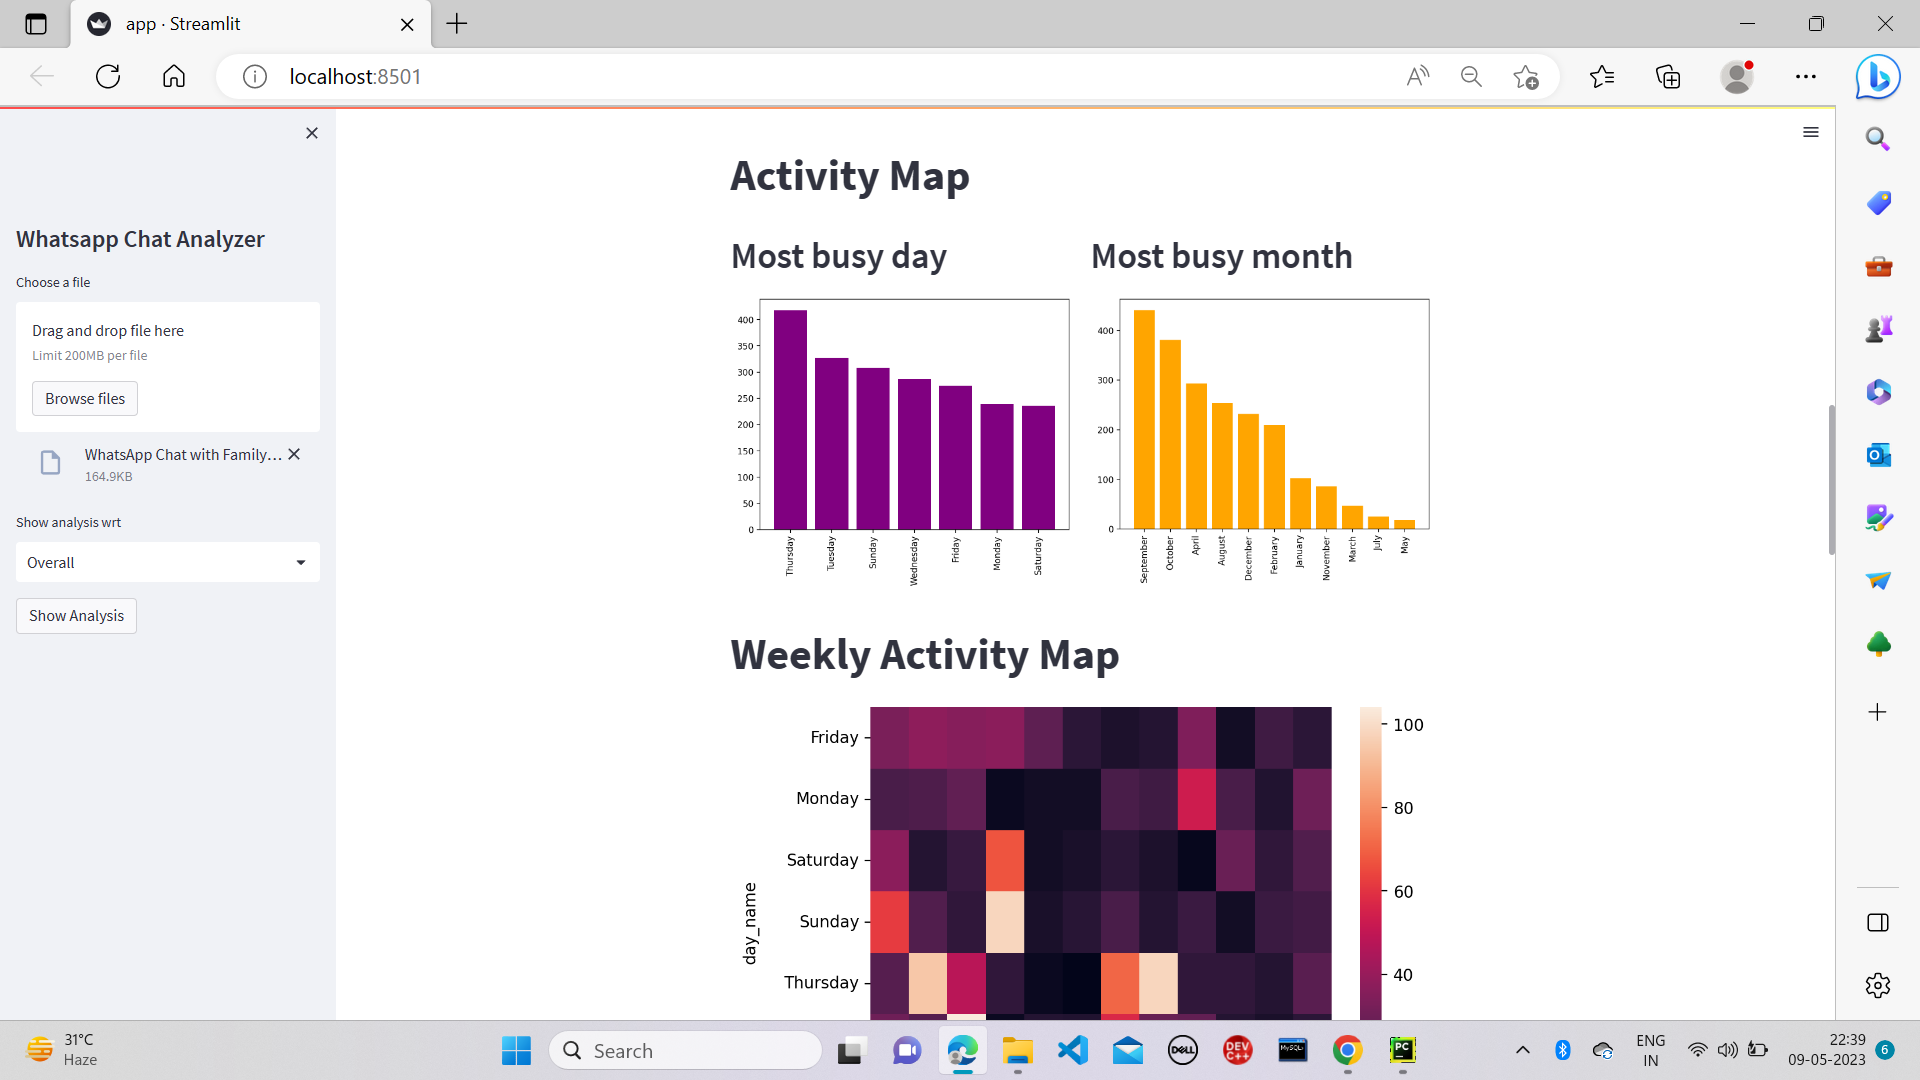 app · Streamlit
localhost:8501
Whatsapp Chat Analyzer
Choose a file
Drag and drop file here
Limit 200MB per file
Browse files
WhatsApp Chat with Family...
164.9KB
Show analysis wrt
Overall
Show Analysis
Activity Map
Most busy day
400
350
300
250
200
150
100
50
0
Thursday
Tuesday
Sunday
Wednesday
Friday
Monday
Saturday
Most busy month
400
300
200
100
0
September
October
April
August
December
February
January
November
March
July
May
Weekly Activity Map
day_name
Friday
Monday
Saturday
Sunday
Thursday
100
80
60
40
31°C
Haze
Search
DELL
DEV
C++
MySQL
PC
ENG
IN
22:39
09-05-2023
6